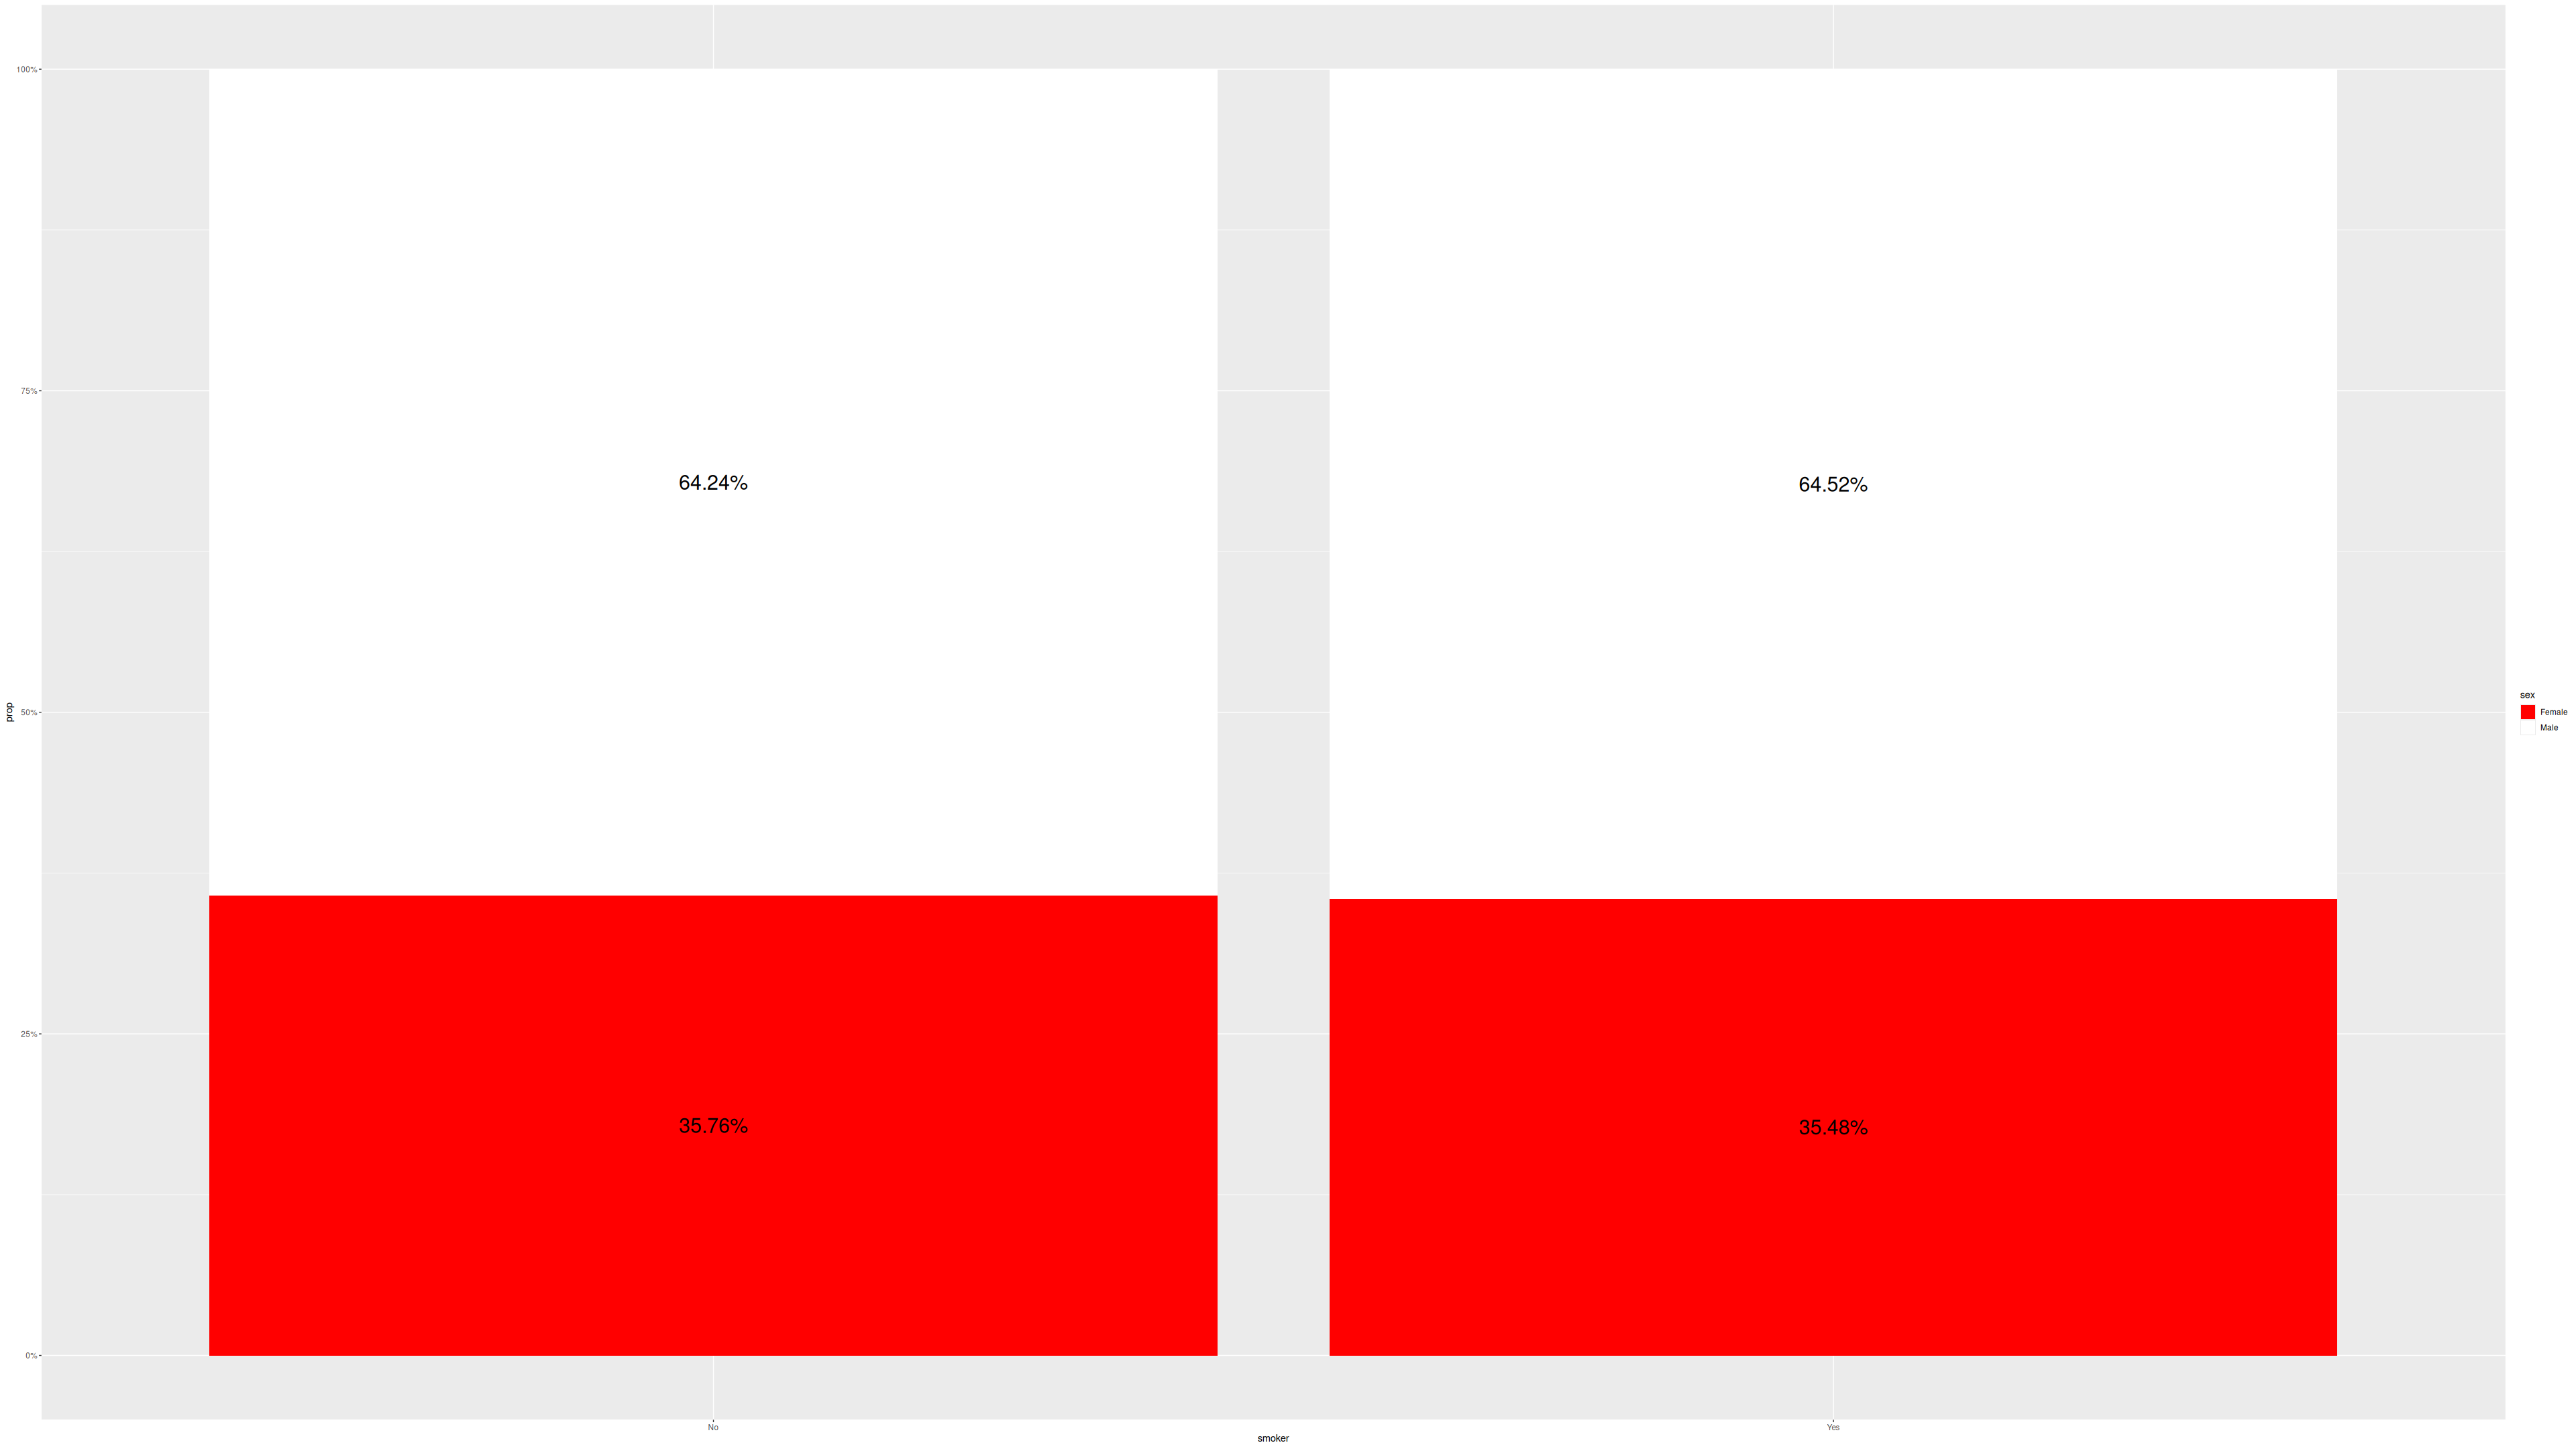 100%
75%
50%
25%
0%
prop
64.24%
64.52%
35.76%
35.48%
No
Yes
smoker
sex
Female
Male